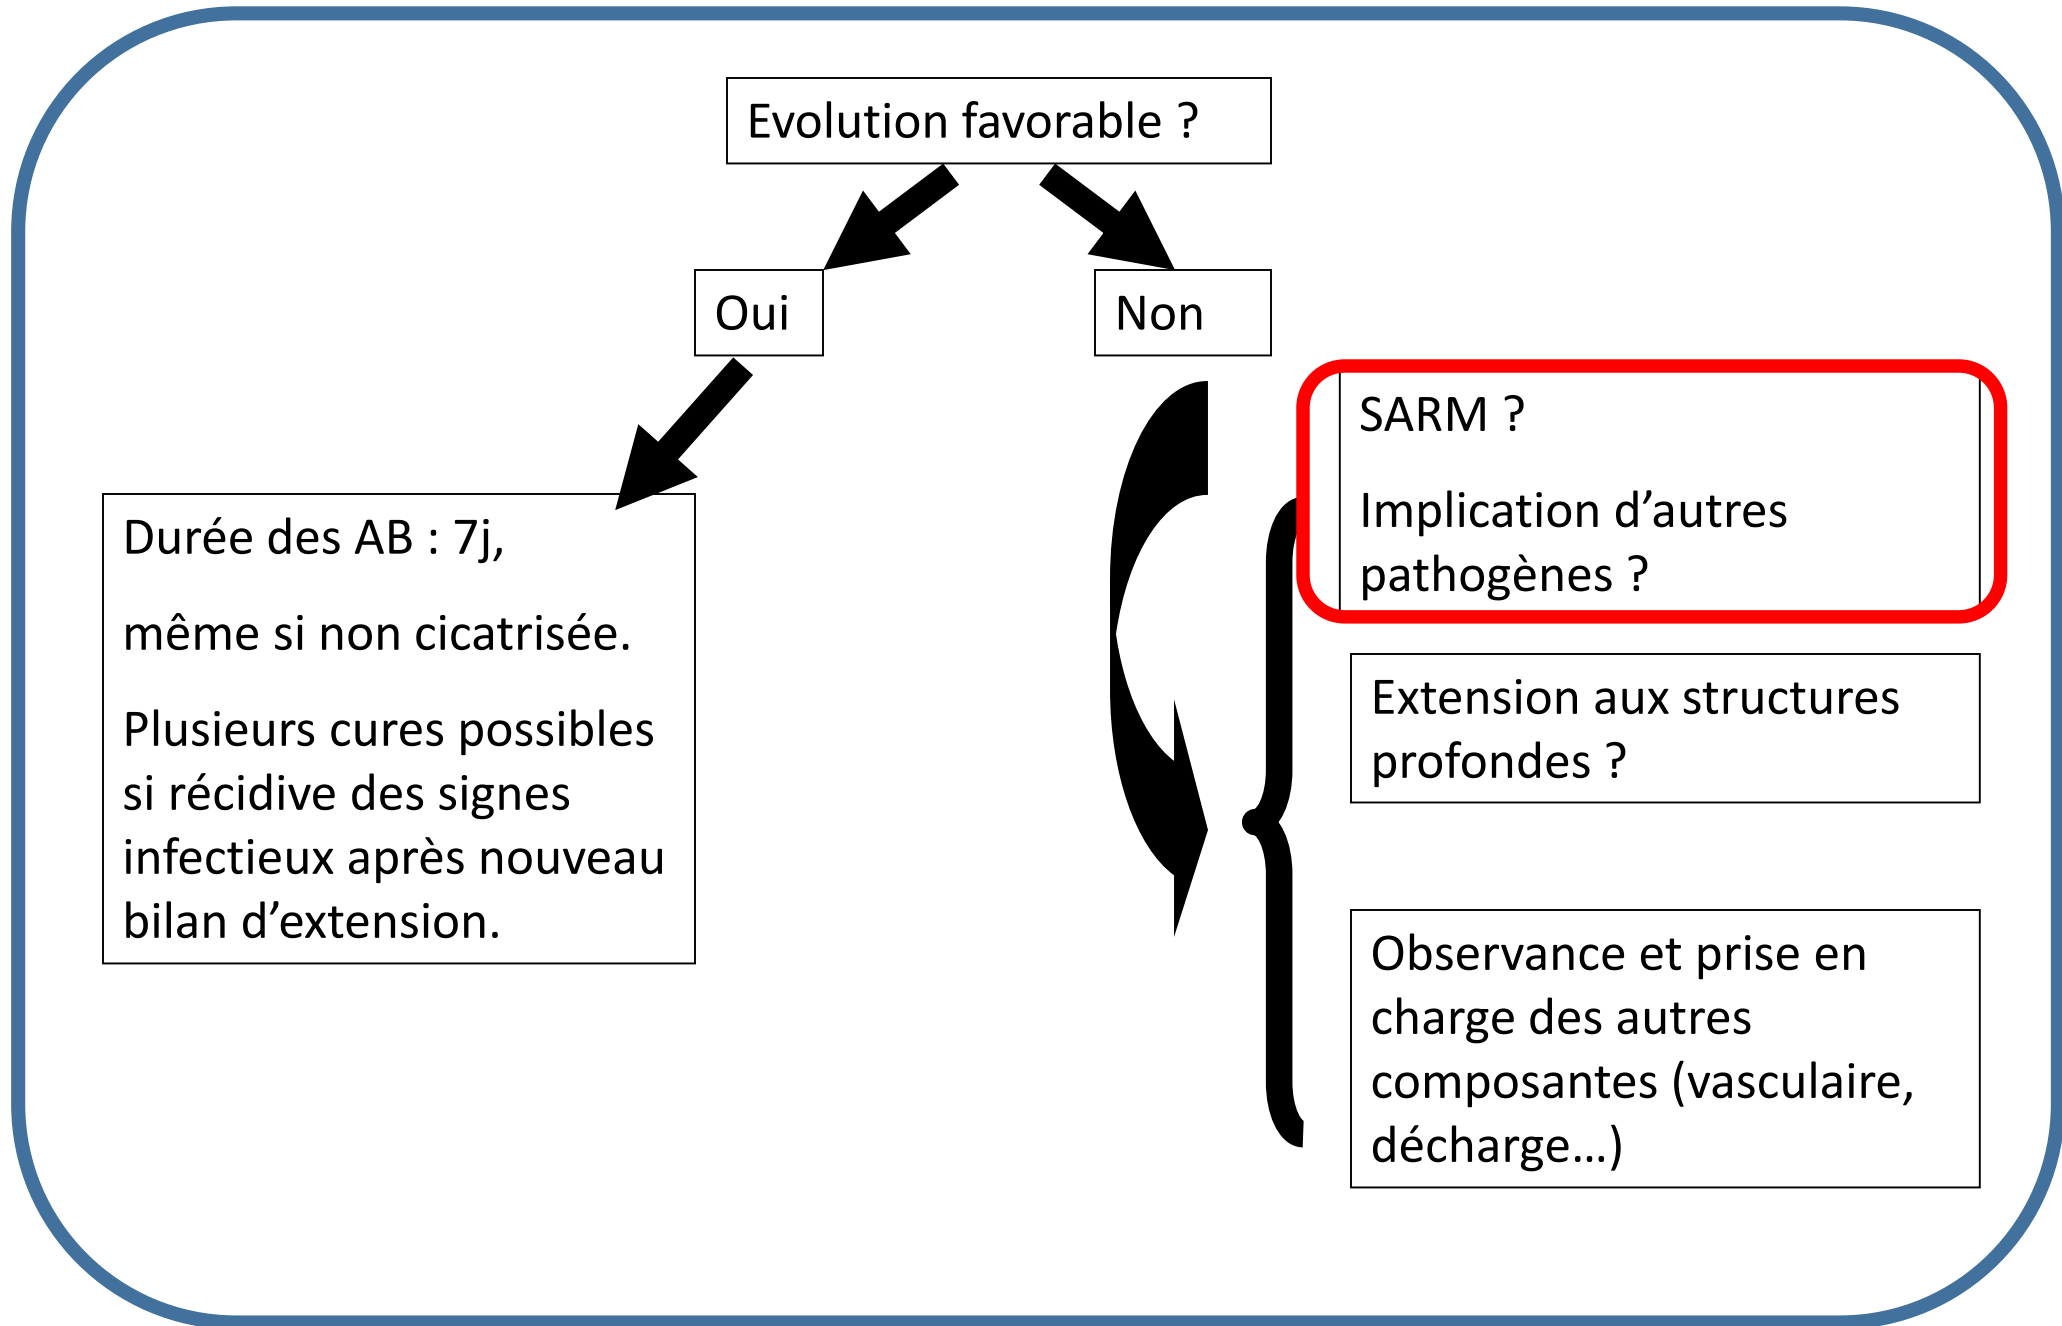 Evolution favorable ?
Oui
Non
Durée des AB : 7j,
même si non cicatrisée.
Plusieurs cures possibles
si récidive des signes
infectieux après nouveau
bilan d’extension.
SARM ?
Implication d’autres
pathogènes ?
Extension aux structures
profondes ?
Observance et prise en
charge des autres
composantes (vasculaire,
décharge…)